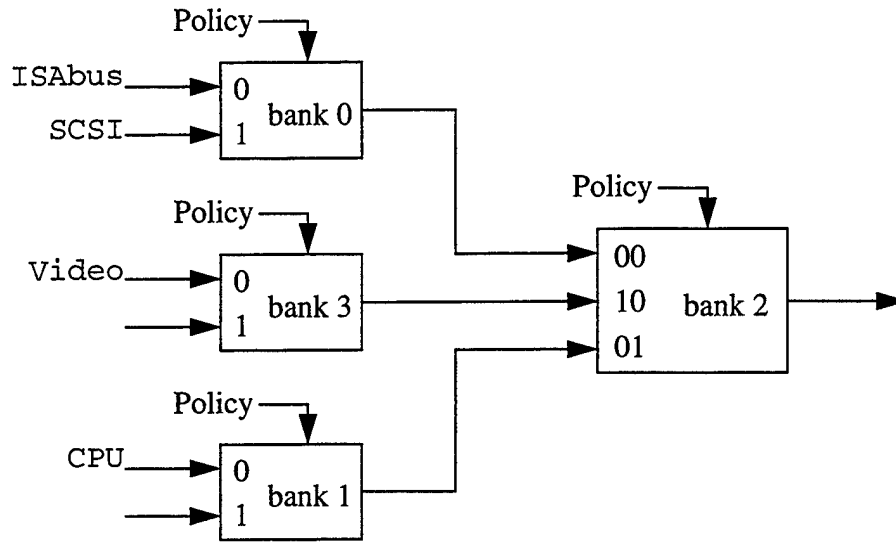 Policy
ISAbus
0
bank 0
SCSI
1
Policy
Video
0
bank 3
1
Policy
CPU
0
bank 1
1
Policy
00
10
bank 2
01